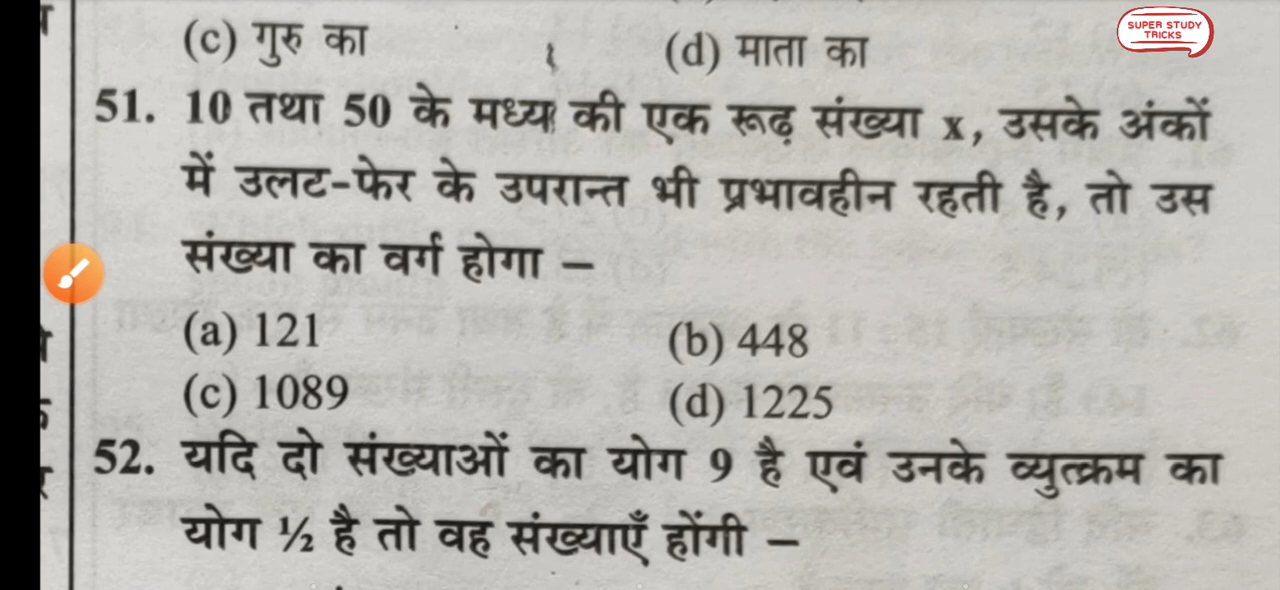 SUPER STUDY
TRICKS
(c) गुरु का (d) माता का
51. 10 तथा 50 के मध्य की एक रूढ़ संख्या x, उसके अंकों
में उलट-फेर के उपरान्त भी प्रभावहीन रहती है, तो उस
संख्या का वर्ग होगा –
(a) 121 (b) 448
(c) 1089 (d) 1225
52. यदि दो संख्याओं का योग 9 है एवं उनके व्युत्क्रम का
योग ½ है तो वह संख्याएँ होंगी –